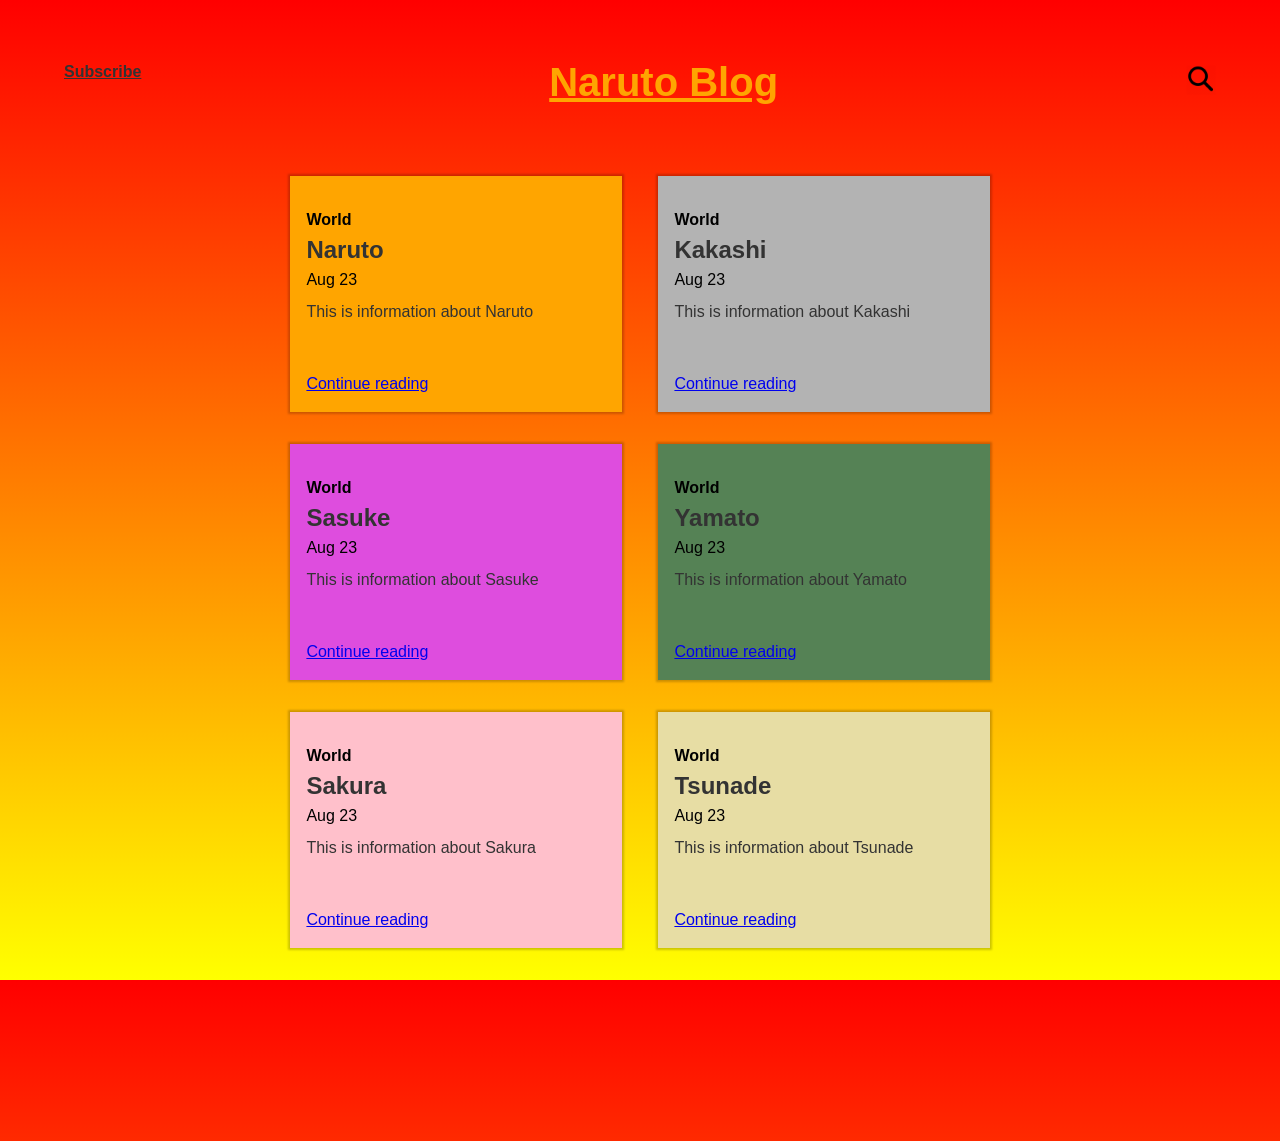 Subscribe
Naruto Blog
World
Naruto
Aug 23
This is information about Naruto
Continue reading
World
Kakashi
Aug 23
This is information about Kakashi
Continue reading
World
Sasuke
Aug 23
This is information about Sasuke
Continue reading
World
Yamato
Aug 23
This is information about Yamato
Continue reading
World
Sakura
Aug 23
This is information about Sakura
Continue reading
World
Tsunade
Aug 23
This is information about Tsunade
Continue reading